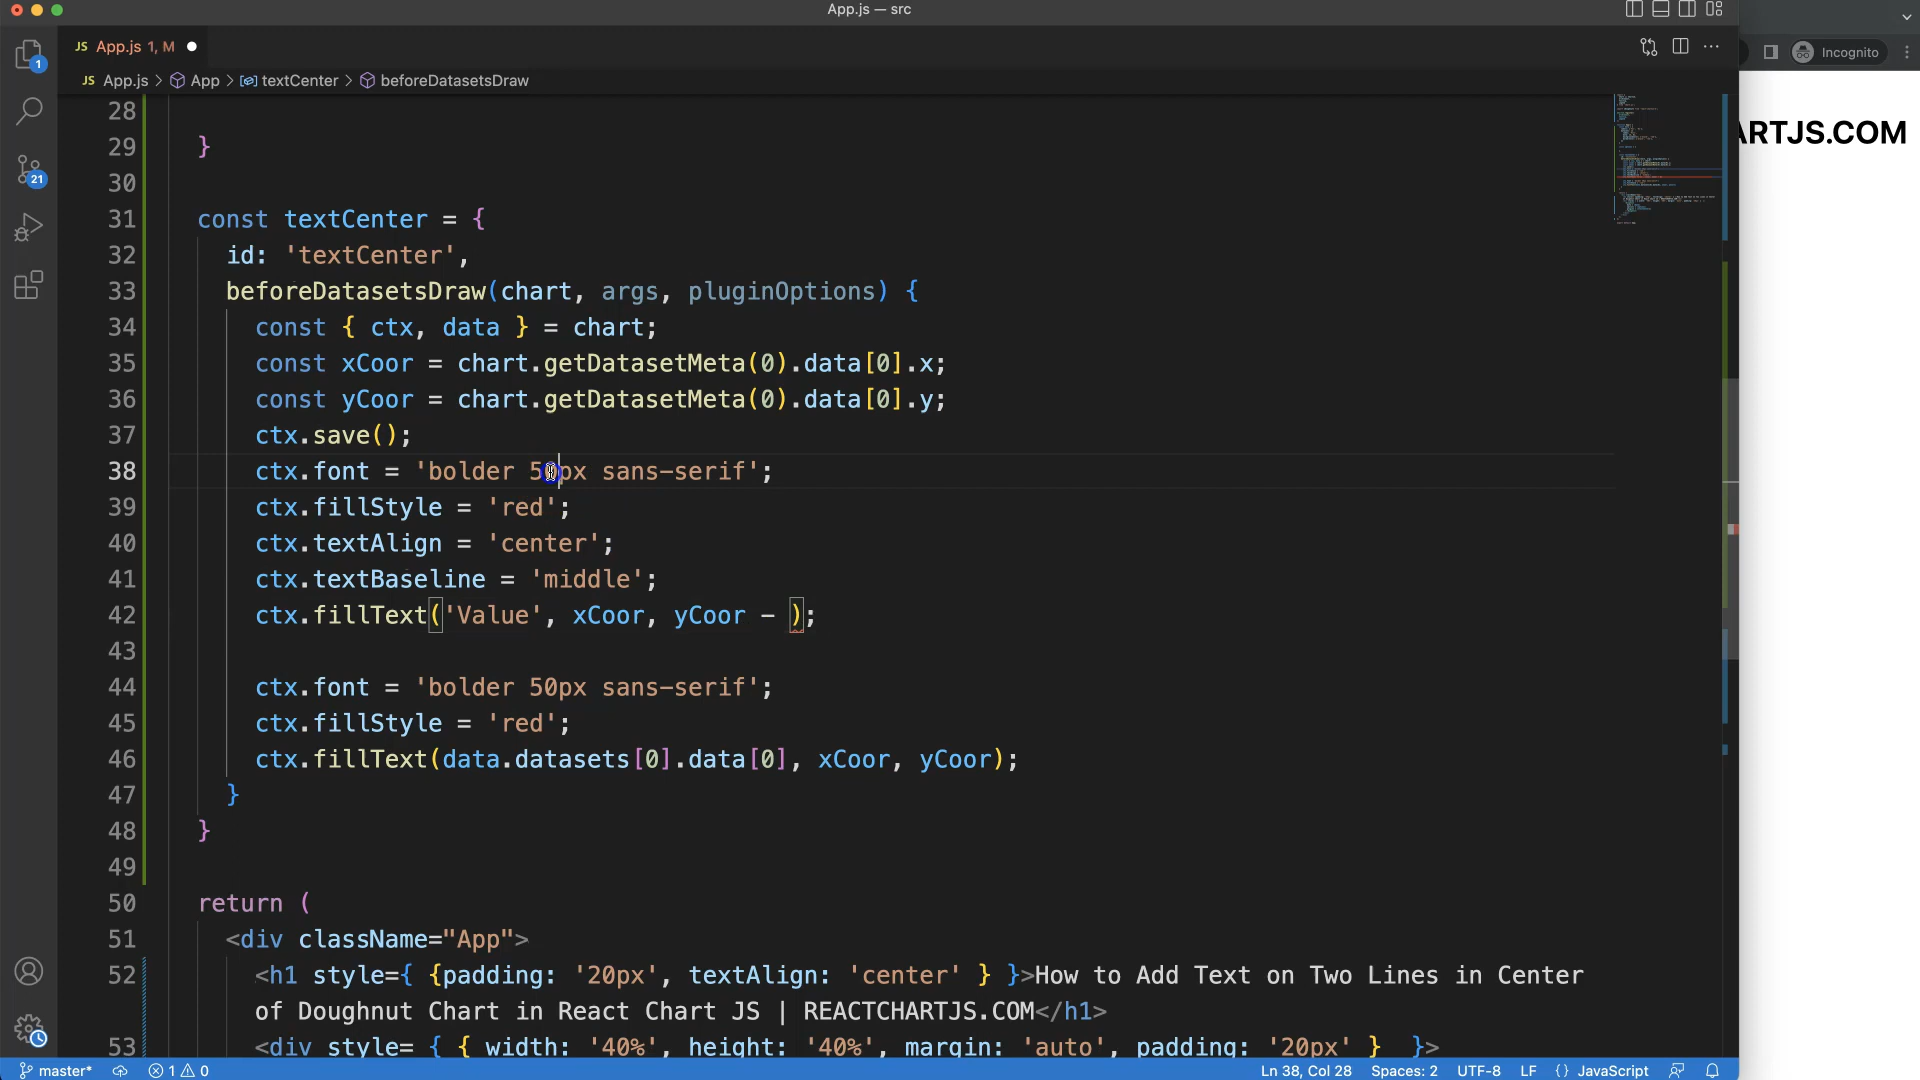 App.js — src
JS App.js 1, M
Incognito
JS App.js > App > textCenter > beforeDatasetsDraw
1
21
ARTJS.COM
28
29 }
30
31 const textCenter = {
32 id: 'textCenter',
33 beforeDatasetsDraw(chart, args, pluginOptions) {
34 const { ctx, data } = chart;
35 const xCoor = chart.getDatasetMeta(0).data[0].x;
36 const yCoor = chart.getDatasetMeta(0).data[0].y;
37 ctx.save();
38 ctx.font = 'bolder 50px sans-serif';
39 ctx.fillStyle = 'red';
40 ctx.textAlign = 'center';
41 ctx.textBaseline = 'middle';
42 ctx.fillText('Value', xCoor, yCoor - );
43
44 ctx.font = 'bolder 50px sans-serif';
45 ctx.fillStyle = 'red';
46 ctx.fillText(data.datasets[0].data[0], xCoor, yCoor);
47 }
48 }
49
50 return (
51 <div className="App">
52 <h1 style={ {padding: '20px', textAlign: 'center' } }>How to Add Text on Two Lines in Center
of Doughnut Chart in React Chart JS | REACTCHARTJS.COM</h1>
53 <div style= { { width: '40%', height: '40%', margin: 'auto', padding: '20px' } }>
master* 1 0 Ln 38, Col 28 Spaces: 2 UTF-8 LF {} JavaScript